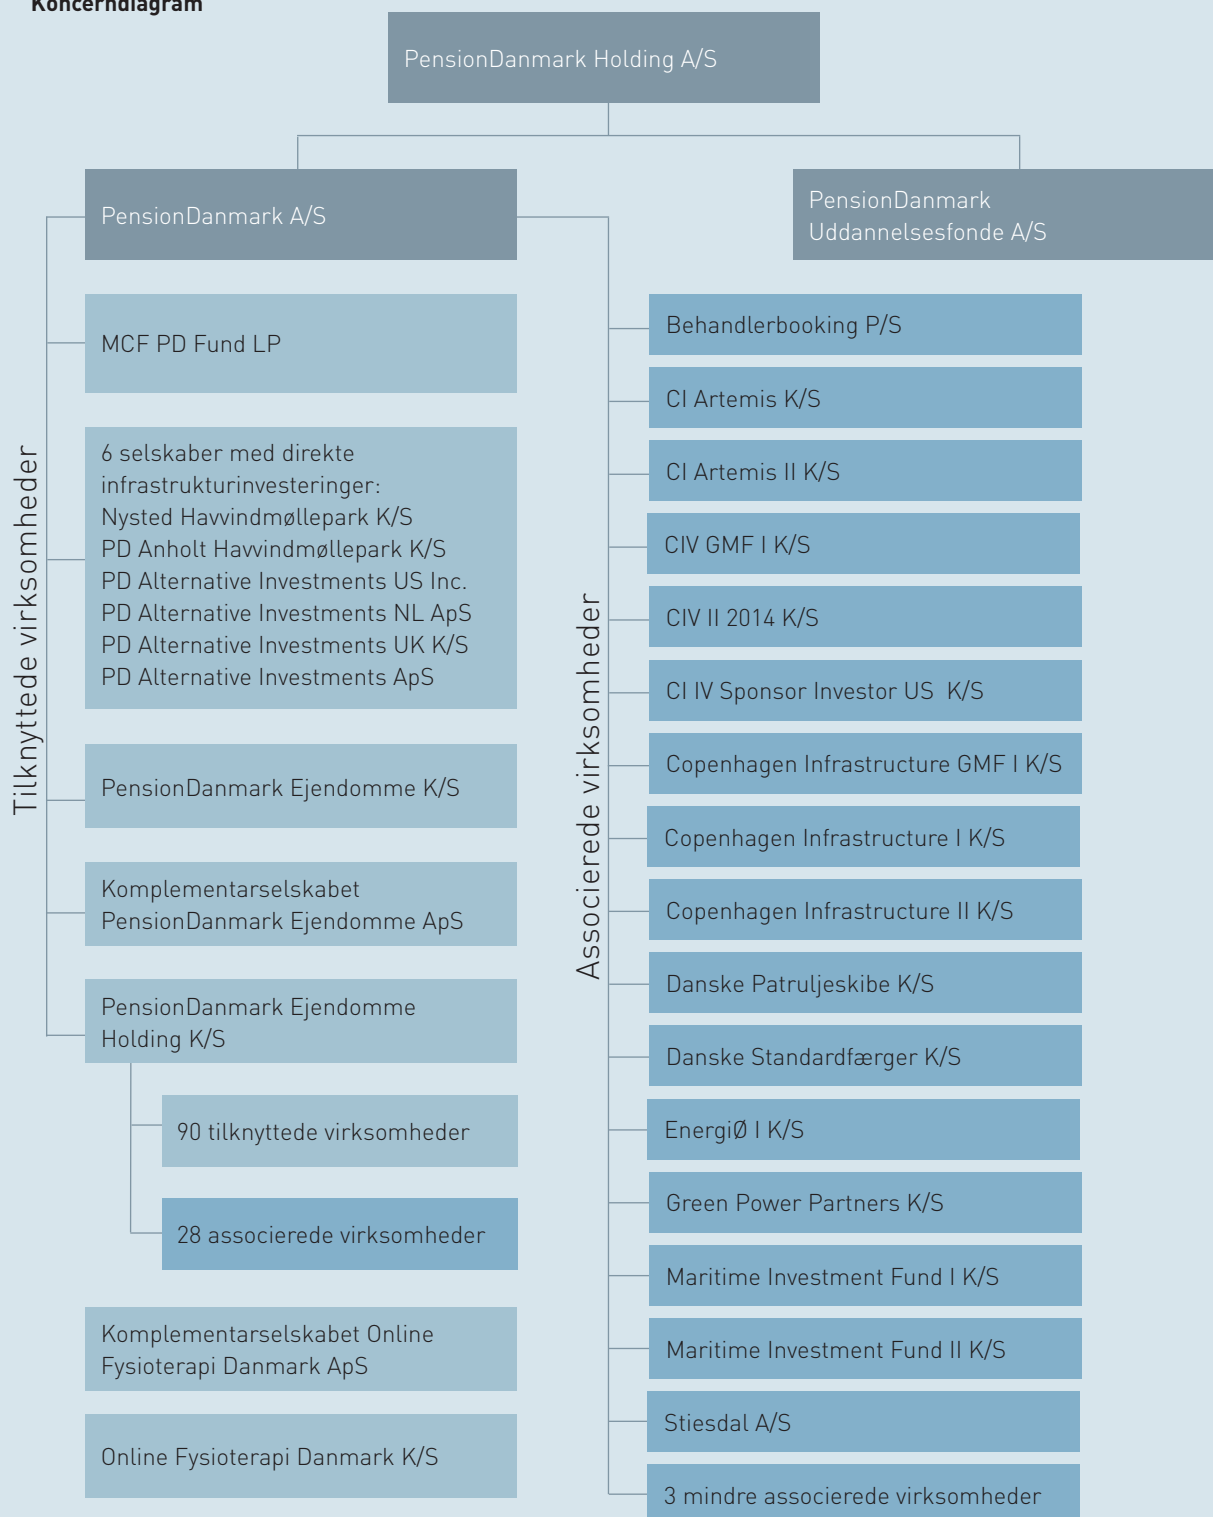 Koncerndiagram
PensionDanmark Holding A/S
PensionDanmark A/S
PensionDanmark
Uddannelsesfonde A/S
Tilknyttede virksomheder
MCF PD Fund LP
6 selskaber med direkte
infrastrukturinvesteringer:
Nysted Havvindmøllepark K/S
PD Anholt Havvindmøllepark K/S
PD Alternative Investments US Inc.
PD Alternative Investments NL ApS
PD Alternative Investments UK K/S
PD Alternative Investments ApS
PensionDanmark Ejendomme K/S
Komplementarselskabet
PensionDanmark Ejendomme ApS
PensionDanmark Ejendomme
Holding K/S
90 tilknyttede virksomheder
28 associerede virksomheder
Komplementarselskabet Online
Fysioterapi Danmark ApS
Online Fysioterapi Danmark K/S
Associerede virksomheder
Behandlerbooking P/S
CI Artemis K/S
CI Artemis II K/S
CIV GMF I K/S
CIV II 2014 K/S
CI IV Sponsor Investor US K/S
Copenhagen Infrastructure GMF I K/S
Copenhagen Infrastructure I K/S
Copenhagen Infrastructure II K/S
Danske Patruljeskibe K/S
Danske Standardfærger K/S
EnergiØ I K/S
Green Power Partners K/S
Maritime Investment Fund I K/S
Maritime Investment Fund II K/S
Stiesdal A/S
3 mindre associerede virksomheder